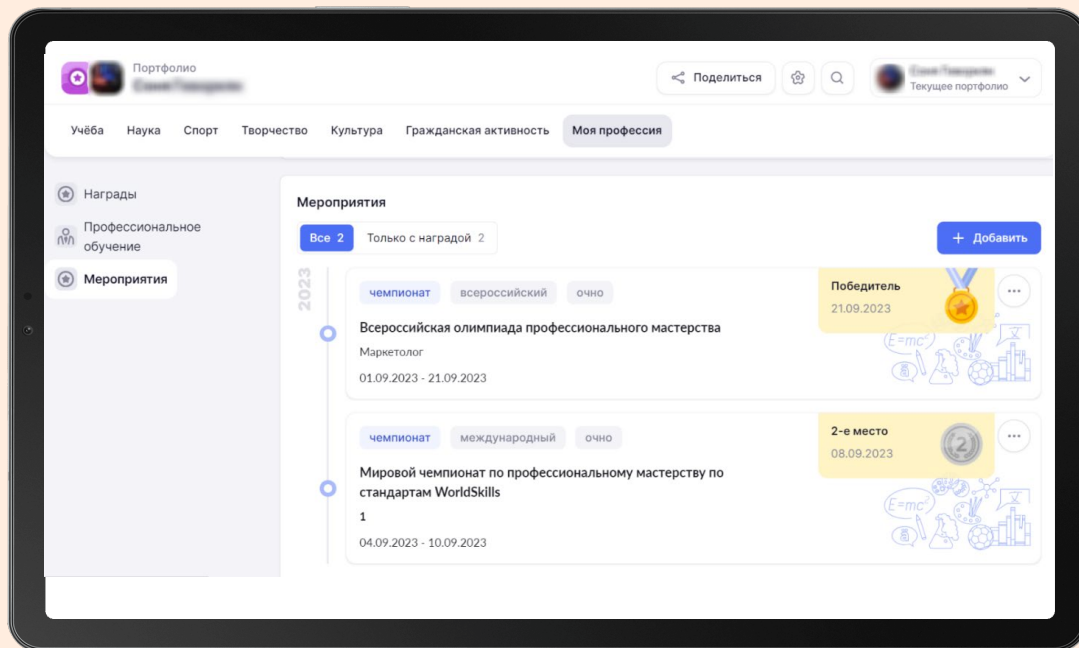 Портфолио
Поделиться
Текущее портфолио
Учёба Наука Спорт Творчество Культура Гражданская активность Моя профессия
Награды
Профессиональное
обучение
Мероприятия
Мероприятия
Все 2 Только с наградой 2
+ Добавить
2023
чемпионат всероссийский очно
Всероссийская олимпиада профессионального мастерства
Маркетолог
01.09.2023 - 21.09.2023
Победитель
21.09.2023
E=mc²
чемпионат международный очно
Мировой чемпионат по профессиональному мастерству по
стандартам WorldSkills
1
04.09.2023 - 10.09.2023
2-е место
08.09.2023
2
E=mc²